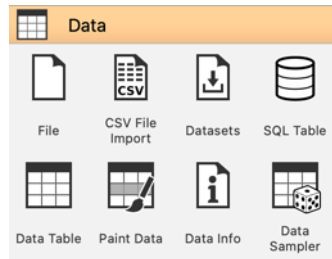 Data
CSV
File
CSV File
Import
Datasets
SQL Table
i
Data Table
Paint Data
Data Info
Data
Sampler